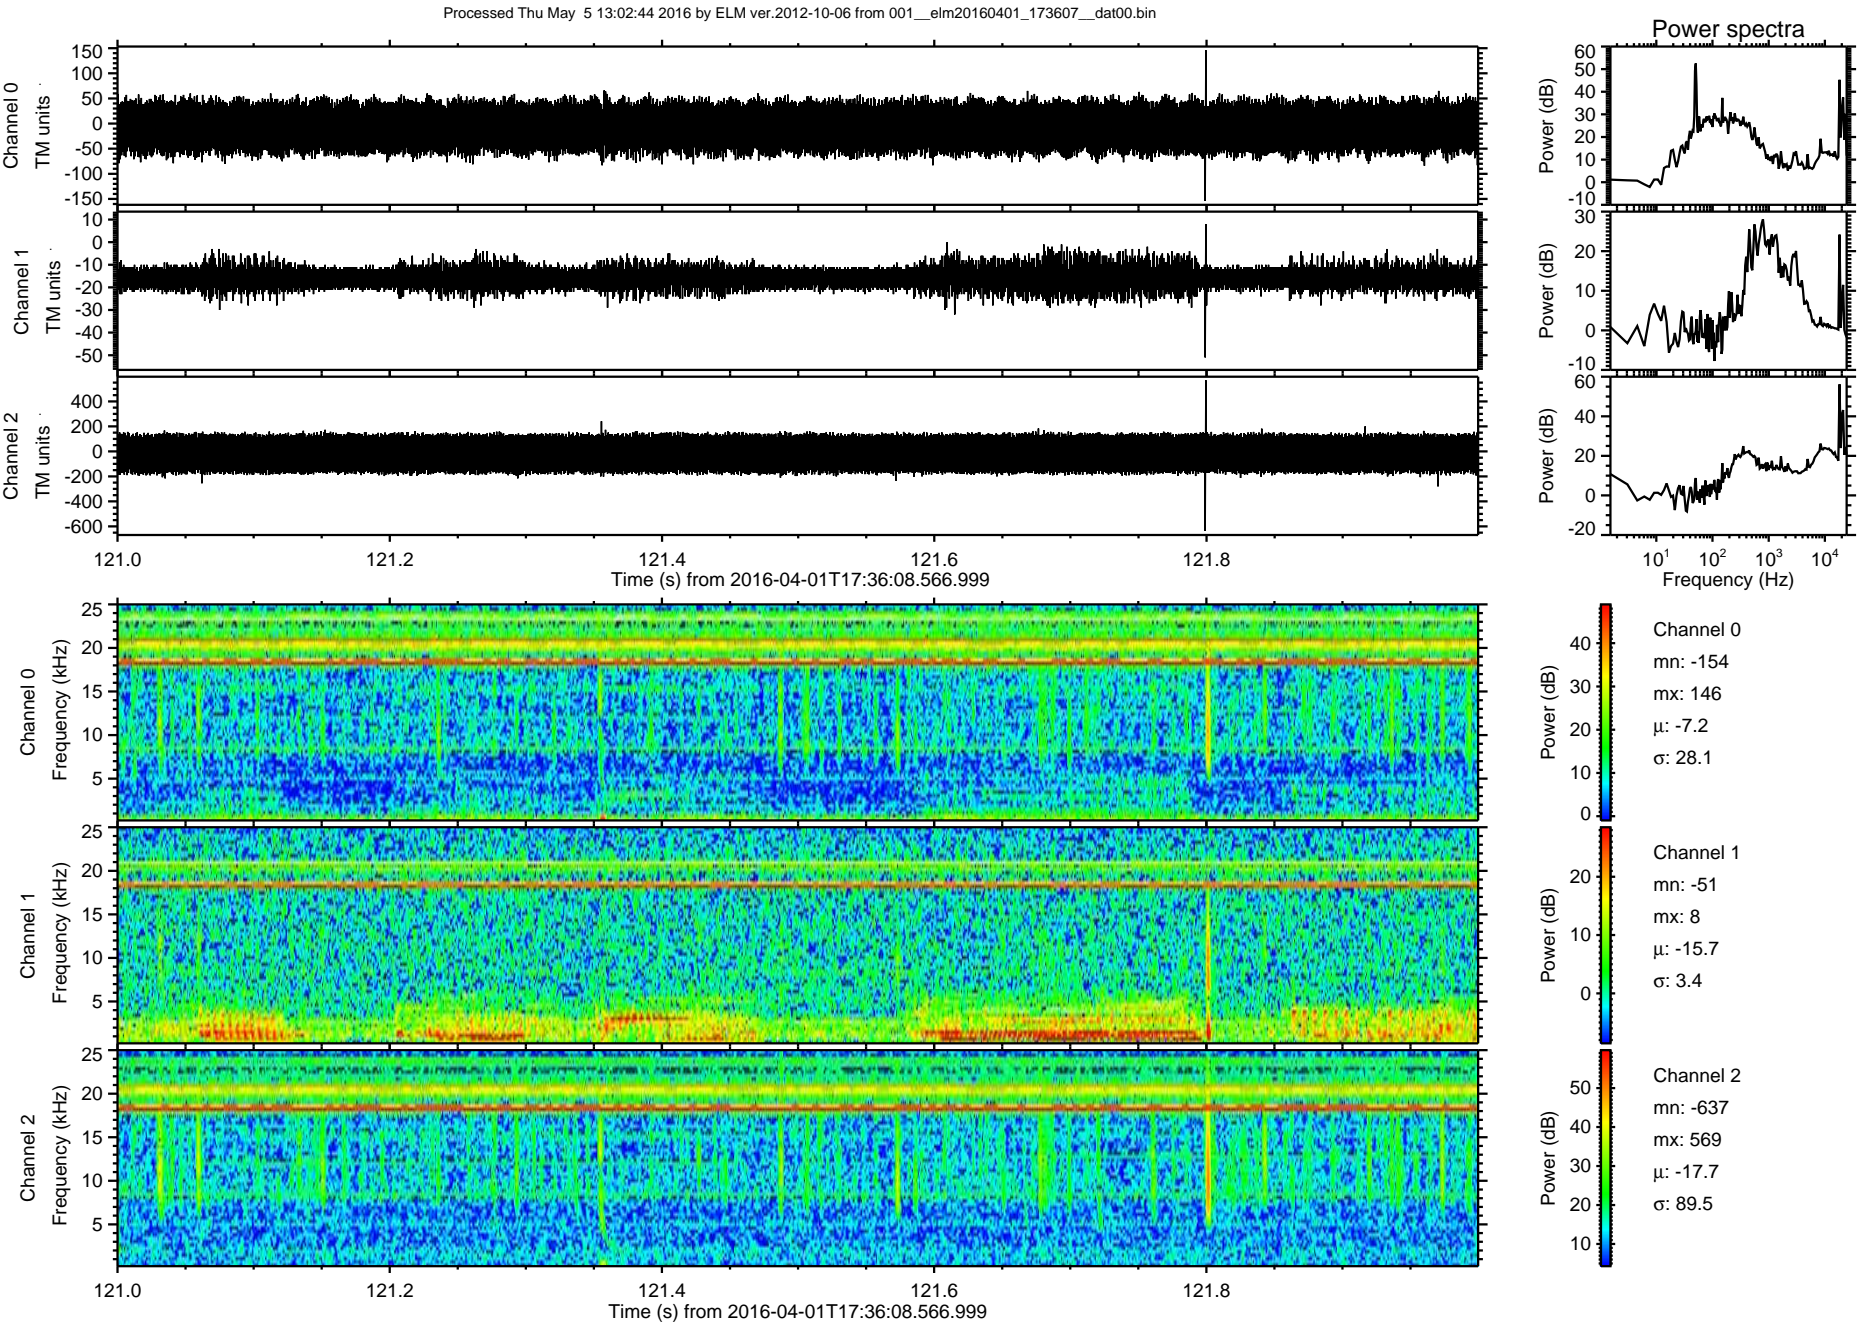 Processed Thu May  5 13:02:44 2016 by ELM ver.2012-10-06 from 001__elm20160401_173607__dat00.bin
Power spectra
Channel 0
TM units
150
100
50
0
-50
-100
-150
Power (dB)
60
50
40
30
20
10
0
-10
Channel 1
TM units
10
0
-10
-20
-30
-40
-50
Power (dB)
30
20
10
0
-10
Channel 2
TM units
400
200
0
-200
-400
-600
Power (dB)
60
40
20
0
-20
121.0 121.2 121.4 121.6 121.8
Time (s) from 2016-04-01T17:36:08.566.999
10¹ 10² 10³ 10⁴
Frequency (Hz)
Channel 0
Frequency (kHz)
25
20
15
10
5
Power (dB)
40
30
20
10
0
Channel 0
mn: -154
mx: 146
μ: -7.2
σ: 28.1
Channel 1
Frequency (kHz)
25
20
15
10
5
Power (dB)
20
10
0
Channel 1
mn: -51
mx: 8
μ: -15.7
σ: 3.4
Channel 2
Frequency (kHz)
25
20
15
10
5
Power (dB)
50
40
30
20
10
Channel 2
mn: -637
mx: 569
μ: -17.7
σ: 89.5
121.0 121.2 121.4 121.6 121.8
Time (s) from 2016-04-01T17:36:08.566.999